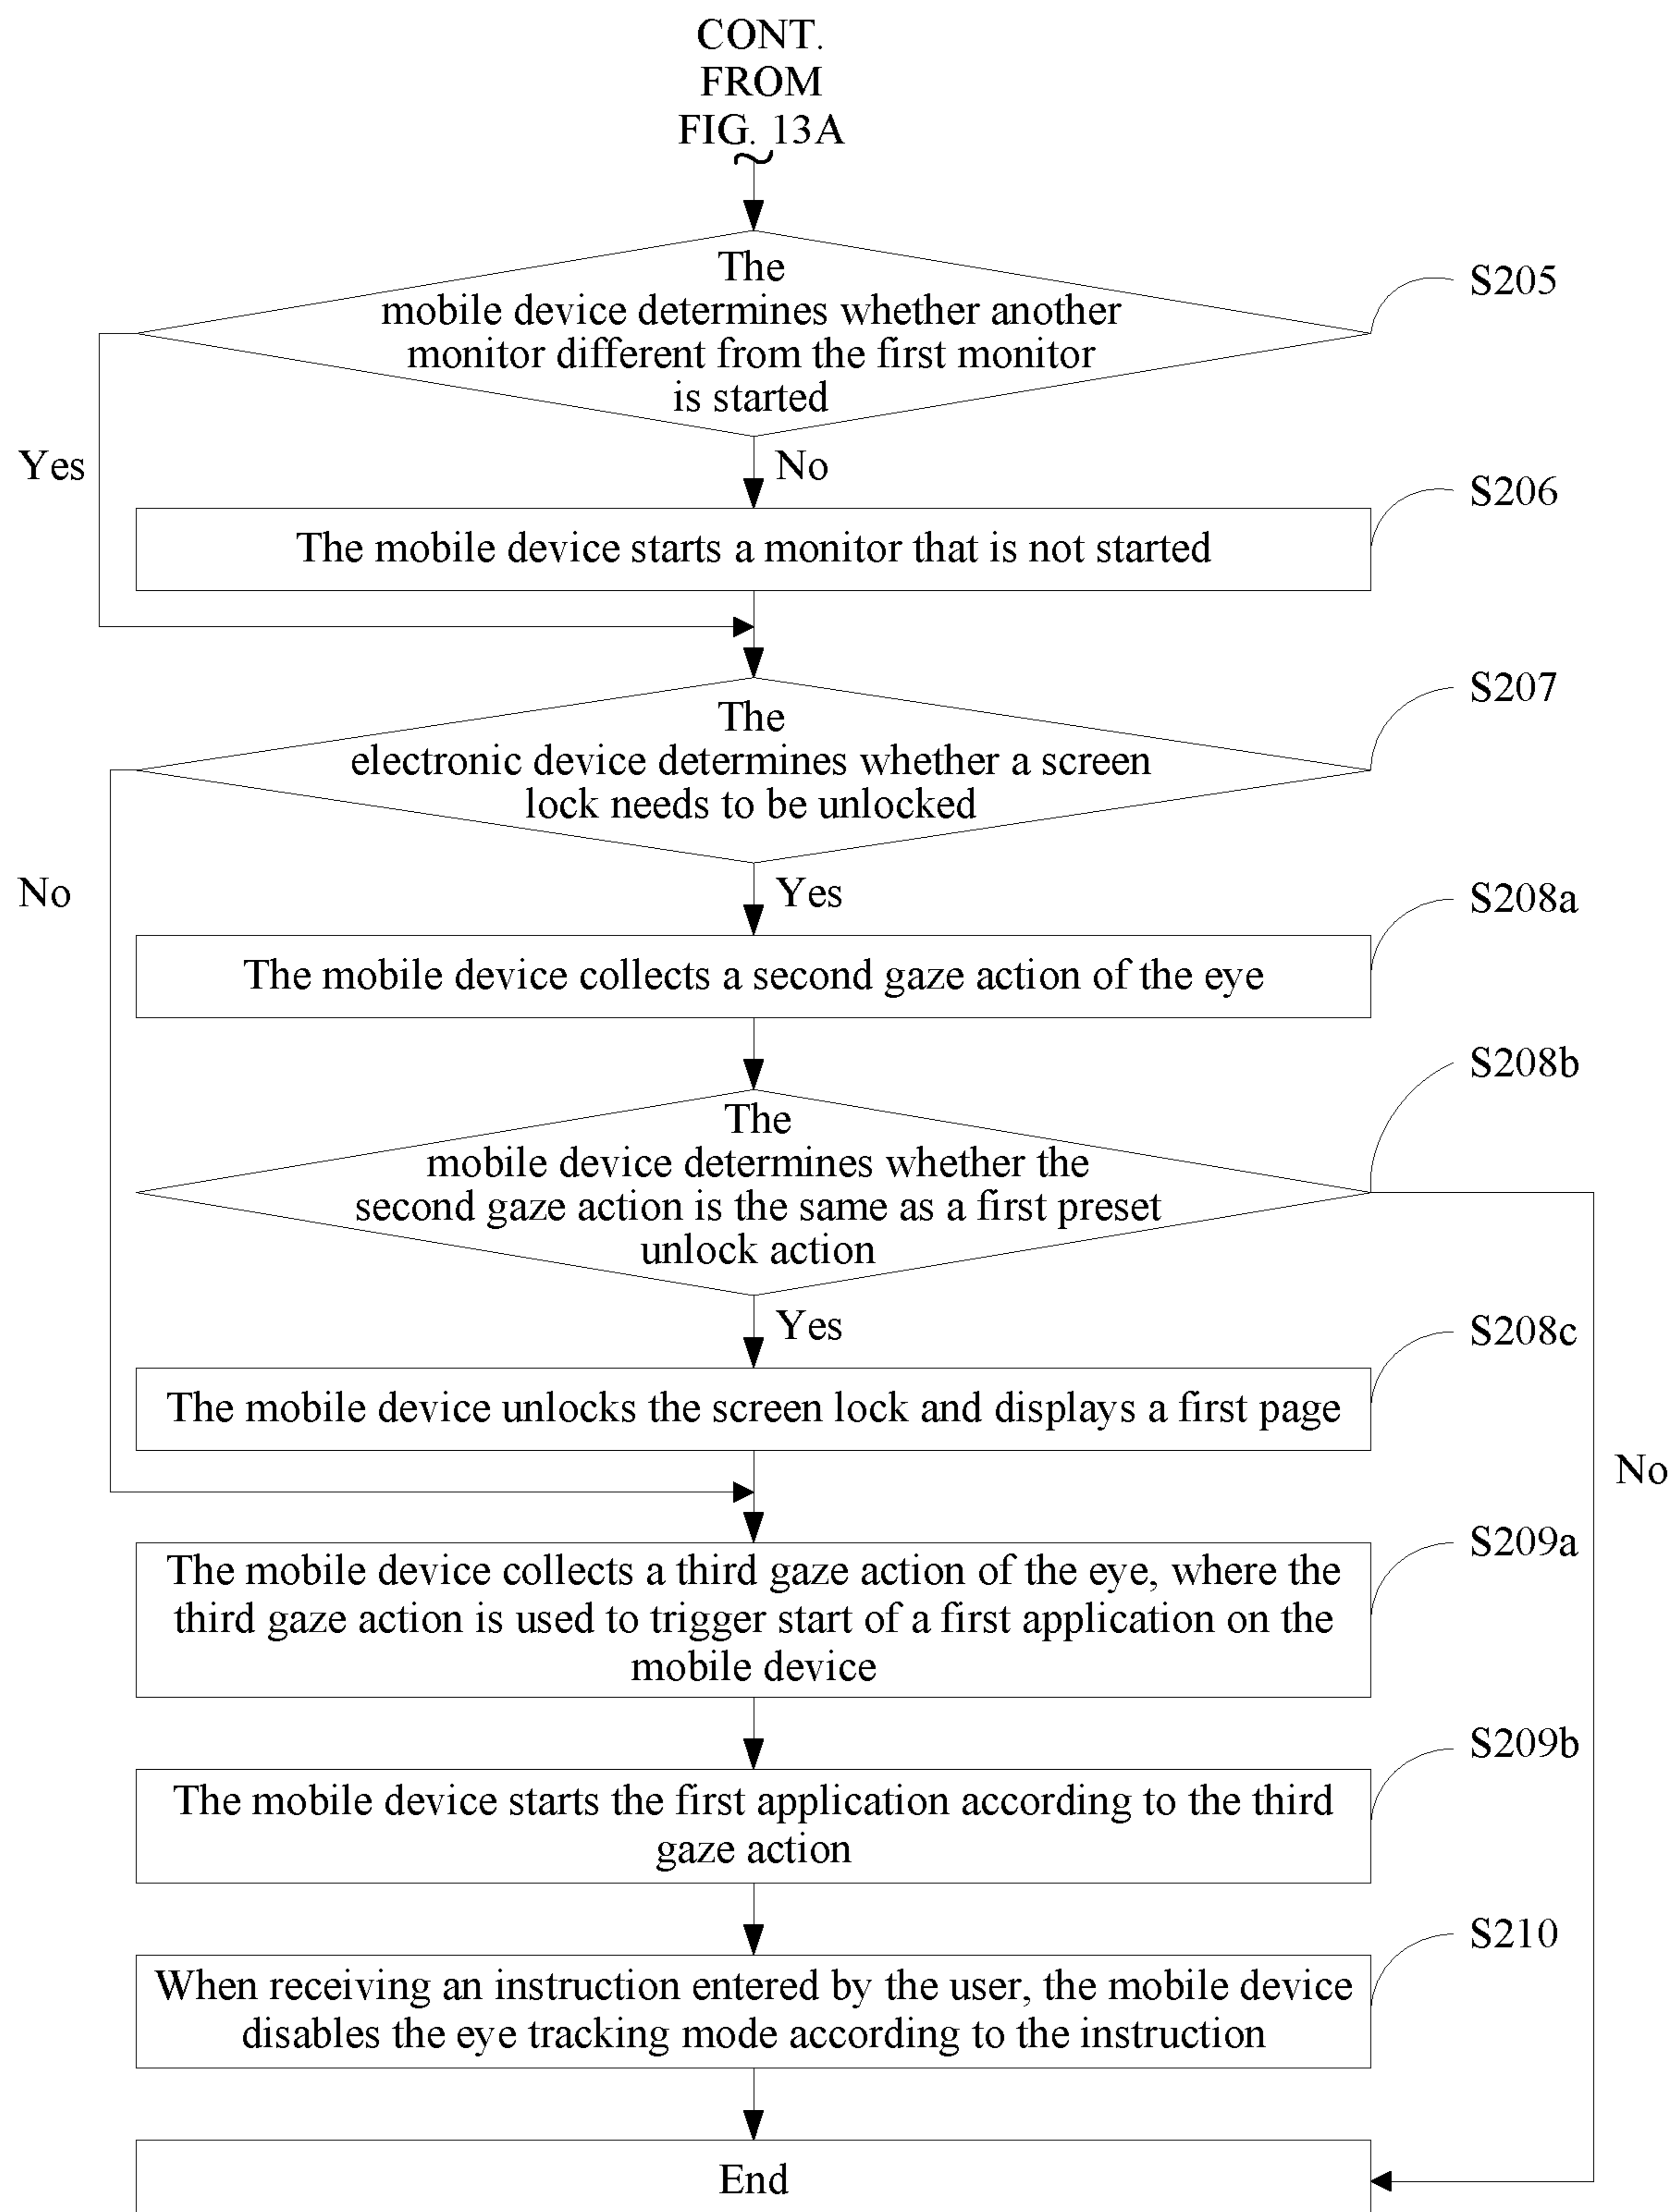 CONT.
FROM
FIG. 13A
The
mobile device determines whether another
monitor different from the first monitor
is started
S205
Yes
No
S206
The mobile device starts a monitor that is not started
S207
The
electronic device determines whether a screen
lock needs to be unlocked
No
Yes
S208a
The mobile device collects a second gaze action of the eye
S208b
The
mobile device determines whether the
second gaze action is the same as a first preset
unlock action
Yes
S208c
The mobile device unlocks the screen lock and displays a first page
No
S209a
The mobile device collects a third gaze action of the eye, where the
third gaze action is used to trigger start of a first application on the
mobile device
S209b
The mobile device starts the first application according to the third
gaze action
S210
When receiving an instruction entered by the user, the mobile device
disables the eye tracking mode according to the instruction
End